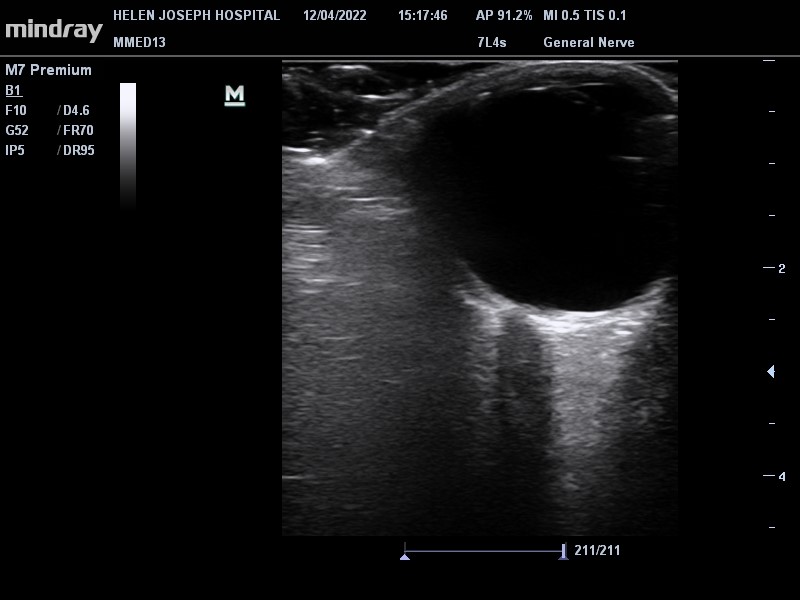 mindray
HELEN JOSEPH HOSPITAL 12/04/2022 15:17:46 AP 91.2% MI 0.5 TIS 0.1
MMED13 7L4s General Nerve
M7 Premium
B1
F10 / D4.6
G52 / FR70
IP5 / DR95
M
2
4
211/211